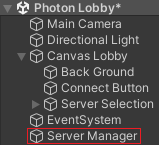 Photon Lobby*
Main Camera
Directional Light
Canvas Lobby
Back Ground
Connect Button
Server Selection
EventSystem
Server Manager